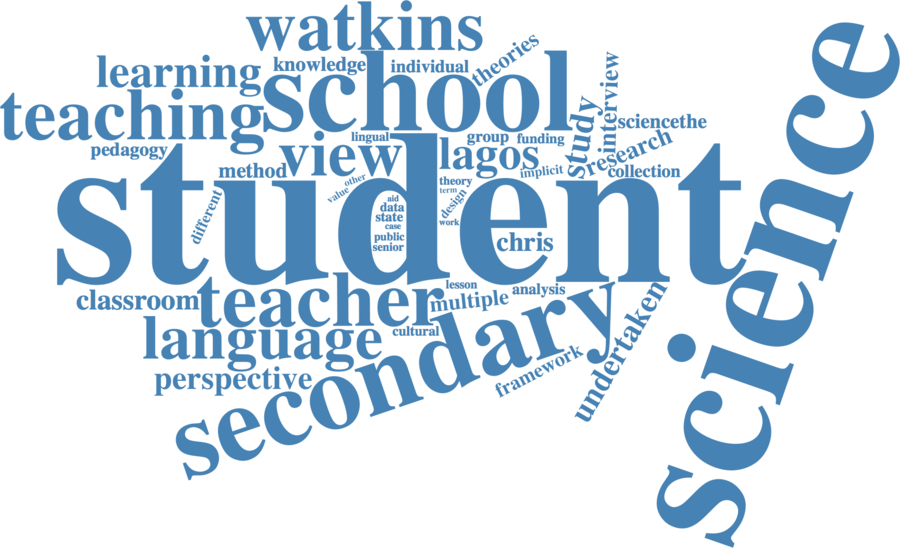 watkins
learning
knowledge
individual
theories
school
science
teaching
study
interview
sciencethe
pedagogy
lingual
group
funding
research
method
view
lagos
implicit
collection
student
different
value
other
theory
term
design
work
aid
data
state
case
public
senior
chris
classroom
teacher
lesson
multiple
analysis
language
cultural
secondary
undertaken
perspective
framework